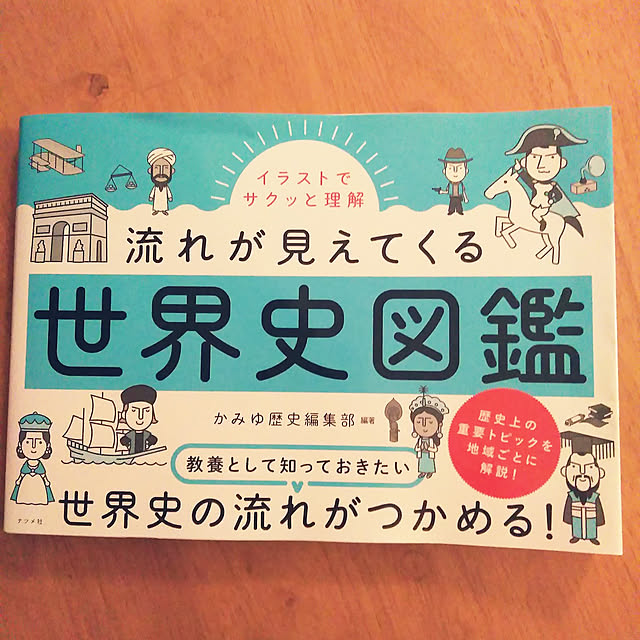 イラストで
サクッと理解
流れが見えてくる
世界史図鑑
かみゆ歴史編集部 編著
歴史上の
重要トピックを
地域ごとに
解説!
教養として知っておきたい
世界史の流れがつかめる!
ナツメ社